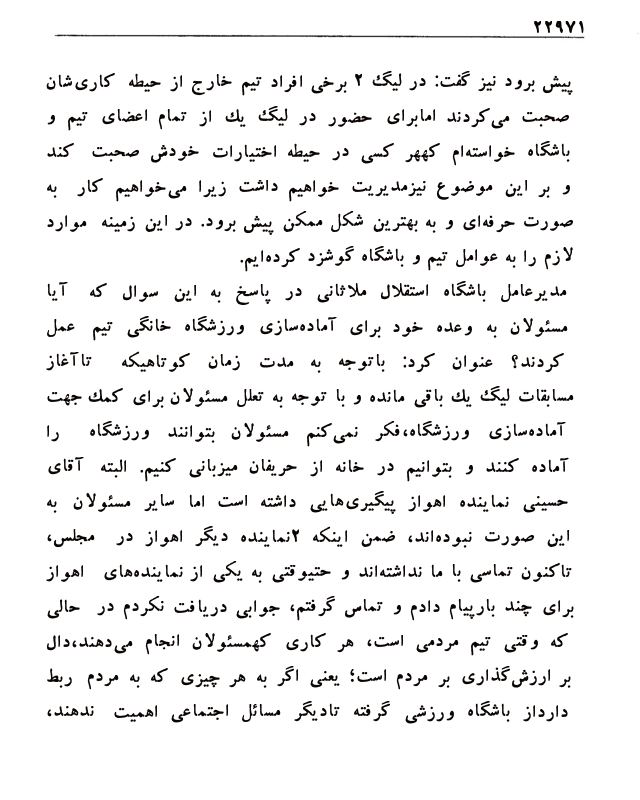 ۲۲۹۷۱
پیش برود نیز گفت: در لیگ ۲ برخی افراد تیم خارج از حیطه کاری‌شان
صحبت می‌کردند امابرای حضور در لیگ یك از تمام اعضای تیم و
باشگاه خواسته‌ام کههر کسی در حیطه اختیارات خودش صحبت کند
و بر این موضوع نیزمدیریت خواهیم داشت زیرا می‌خواهیم کار به
صورت حرفه‌ای و به بهترین شکل ممکن پیش برود. در این زمینه موارد
لازم را به عوامل تیم و باشگاه گوشزد کرده‌ایم.
مدیرعامل باشگاه استقلال ملاثانی در پاسخ به این سوال که آیا
مسئولان به وعده خود برای آماده‌سازی ورزشگاه خانگی تیم عمل
کردند؟ عنوان کرد: باتوجه به مدت زمان کوتاهیکه تاآغاز
مسابقات لیگ یك باقی مانده و با توجه به تعلل مسئولان برای کمك جهت
آماده‌سازی ورزشگاه،فکر نمی‌کنم مسئولان بتوانند ورزشگاه را
آماده کنند و بتوانیم در خانه از حریفان میزبانی کنیم. البته آقای
حسینی نماینده اهواز پیگیری‌هایی داشته است اما سایر مسئولان به
این صورت نبوده‌اند، ضمن اینکه ۲نماینده دیگر اهواز در مجلس،
تاکنون تماسی با ما نداشته‌اند و حتیوقتی به یکی از نماینده‌های اهواز
برای چند بارپیام دادم و تماس گرفتم، جوابی دریافت نکردم در حالی
که وقتی تیم مردمی است، هر کاری کهمسئولان انجام می‌دهند،دال
بر ارزش‌گذاری بر مردم است؛ یعنی اگر به هر چیزی که به مردم ربط
دارداز باشگاه ورزشی گرفته تادیگر مسائل اجتماعی اهمیت ندهند،